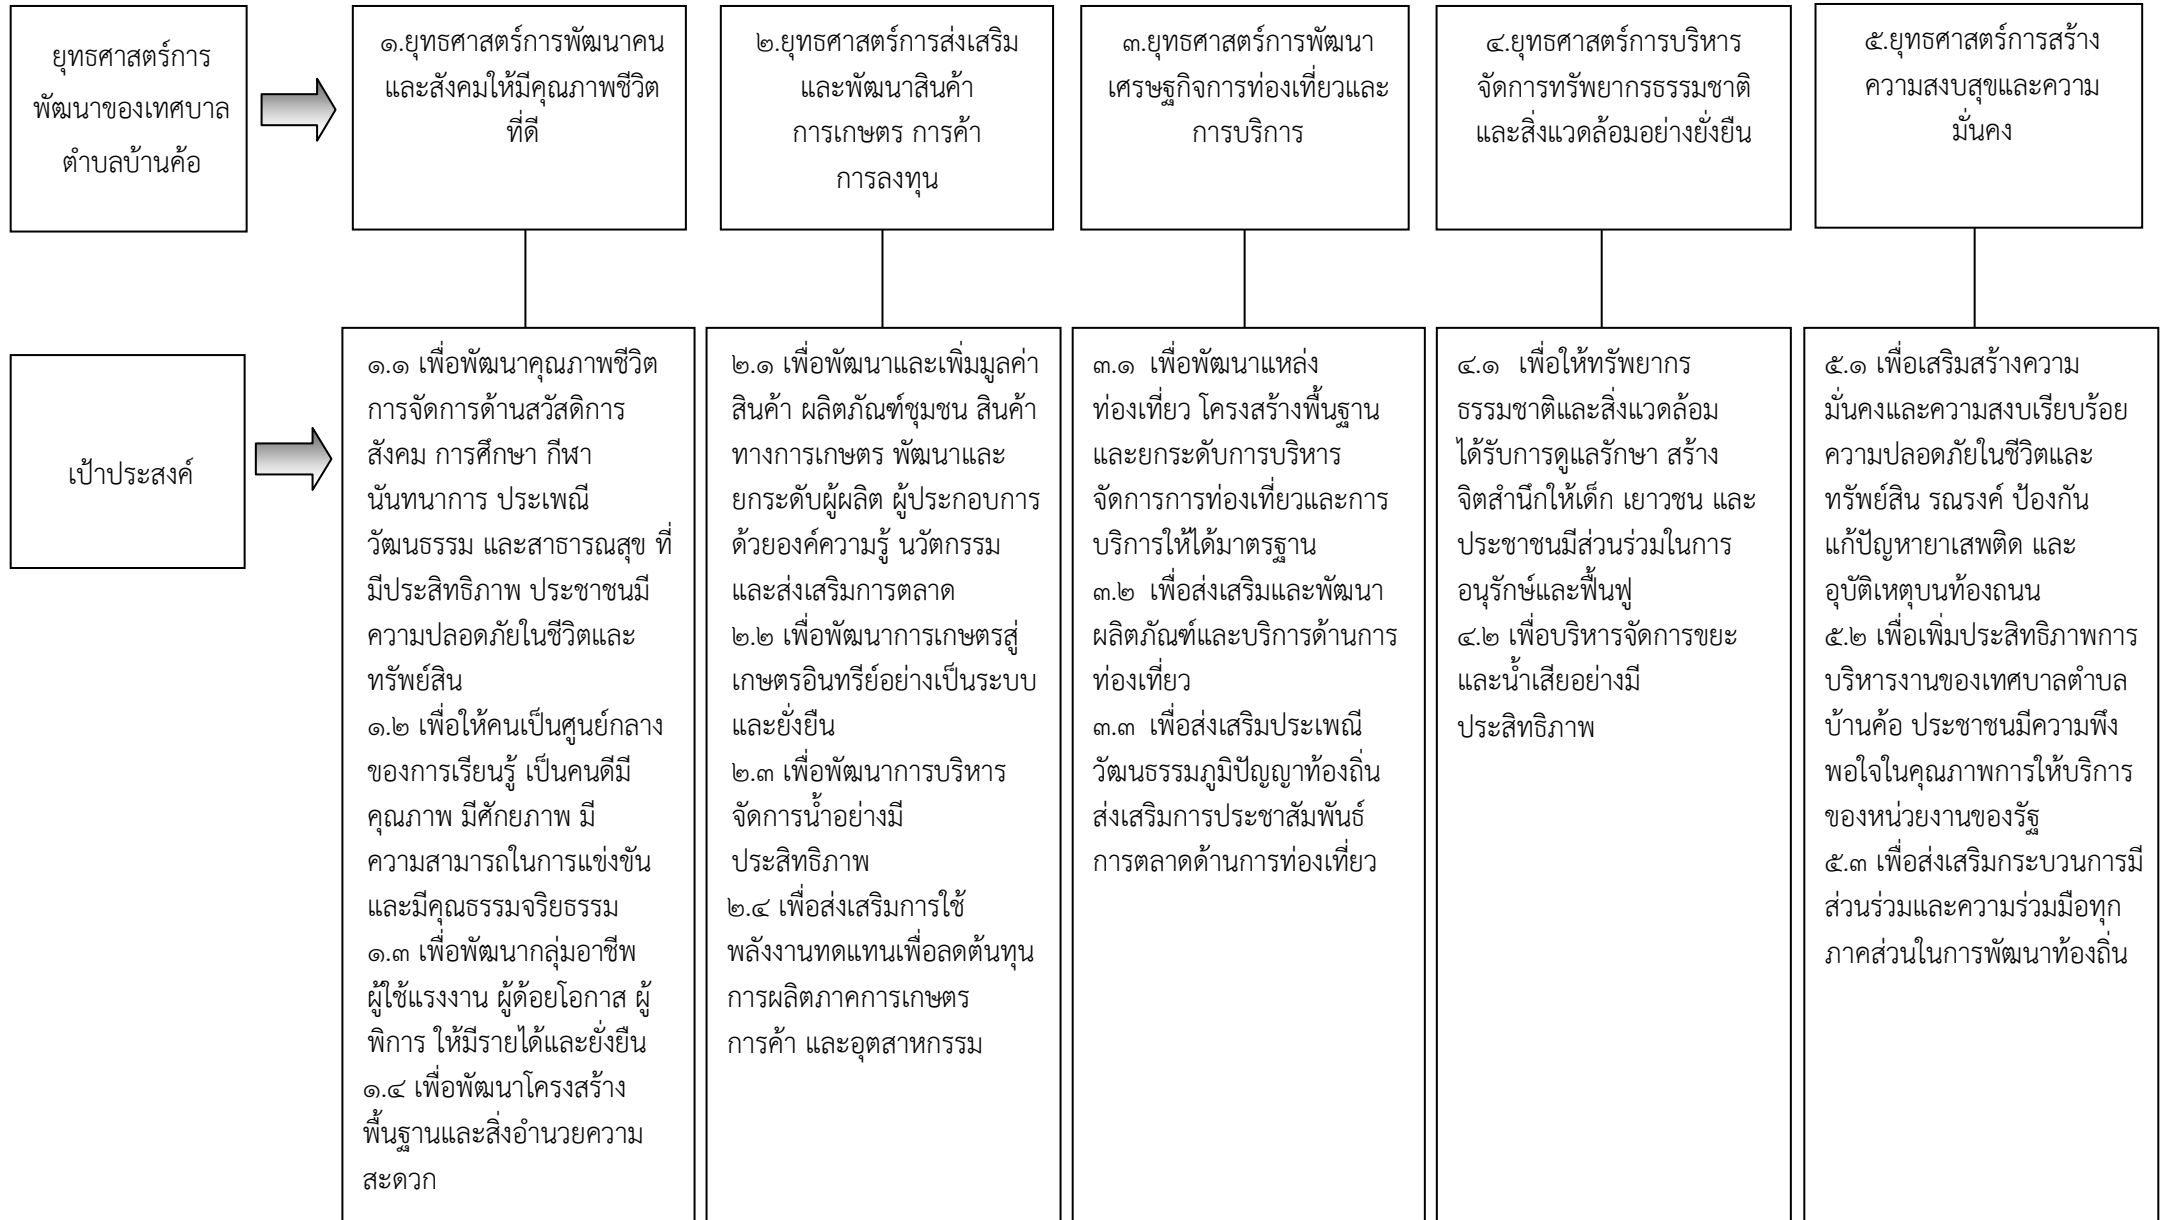 ยุทธศาสตร์การ
พัฒนาของเทศบาล
ตำบลบ้านค้อ
๑.ยุทธศาสตร์การพัฒนาคน
และสังคมให้มีคุณภาพชีวิต
ที่ดี
๒.ยุทธศาสตร์การส่งเสริม
และพัฒนาสินค้า
การเกษตร การค้า
การลงทุน
๓.ยุทธศาสตร์การพัฒนา
เศรษฐกิจการท่องเที่ยวและ
การบริการ
๔.ยุทธศาสตร์การบริหาร
จัดการทรัพยากรธรรมชาติ
และสิ่งแวดล้อมอย่างยั่งยืน
๕.ยุทธศาสตร์การสร้าง
ความสงบสุขและความ
มั่นคง
เป้าประสงค์
๑.๑ เพื่อพัฒนาคุณภาพชีวิต
การจัดการด้านสวัสดิการ
สังคม การศึกษา กีฬา
นันทนาการ ประเพณี
วัฒนธรรม และสาธารณสุข ที่
มีประสิทธิภาพ ประชาชนมี
ความปลอดภัยในชีวิตและ
ทรัพย์สิน
๑.๒ เพื่อให้คนเป็นศูนย์กลาง
ของการเรียนรู้ เป็นคนดีมี
คุณภาพ มีศักยภาพ มี
ความสามารถในการแข่งขัน
และมีคุณธรรมจริยธรรม
๑.๓ เพื่อพัฒนากลุ่มอาชีพ
ผู้ใช้แรงงาน ผู้ด้อยโอกาส ผู้
พิการ ให้มีรายได้และยั่งยืน
๑.๔ เพื่อพัฒนาโครงสร้าง
พื้นฐานและสิ่งอำนวยความ
สะดวก
๒.๑ เพื่อพัฒนาและเพิ่มมูลค่า
สินค้า ผลิตภัณฑ์ชุมชน สินค้า
ทางการเกษตร พัฒนาและ
ยกระดับผู้ผลิต ผู้ประกอบการ
ด้วยองค์ความรู้ นวัตกรรม
และส่งเสริมการตลาด
๒.๒ เพื่อพัฒนาการเกษตรสู่
เกษตรอินทรีย์อย่างเป็นระบบ
และยั่งยืน
๒.๓ เพื่อพัฒนาการบริหาร
จัดการน้ำอย่างมี
ประสิทธิภาพ
๒.๔ เพื่อส่งเสริมการใช้
พลังงานทดแทนเพื่อลดต้นทุน
การผลิตภาคการเกษตร
การค้า และอุตสาหกรรม
๓.๑ เพื่อพัฒนาแหล่ง
ท่องเที่ยว โครงสร้างพื้นฐาน
และยกระดับการบริหาร
จัดการการท่องเที่ยวและการ
บริการให้ได้มาตรฐาน
๓.๒ เพื่อส่งเสริมและพัฒนา
ผลิตภัณฑ์และบริการด้านการ
ท่องเที่ยว
๓.๓ เพื่อส่งเสริมประเพณี
วัฒนธรรมภูมิปัญญาท้องถิ่น
ส่งเสริมการประชาสัมพันธ์
การตลาดด้านการท่องเที่ยว
๔.๑ เพื่อให้ทรัพยากร
ธรรมชาติและสิ่งแวดล้อม
ได้รับการดูแลรักษา สร้าง
จิตสำนึกให้เด็ก เยาวชน และ
ประชาชนมีส่วนร่วมในการ
อนุรักษ์และฟื้นฟู
๔.๒ เพื่อบริหารจัดการขยะ
และน้ำเสียอย่างมี
ประสิทธิภาพ
๕.๑ เพื่อเสริมสร้างความ
มั่นคงและความสงบเรียบร้อย
ความปลอดภัยในชีวิตและ
ทรัพย์สิน รณรงค์ ป้องกัน
แก้ปัญหายาเสพติด และ
อุบัติเหตุบนท้องถนน
๕.๒ เพื่อเพิ่มประสิทธิภาพการ
บริหารงานของเทศบาลตำบล
บ้านค้อ ประชาชนมีความพึง
พอใจในคุณภาพการให้บริการ
ของหน่วยงานของรัฐ
๕.๓ เพื่อส่งเสริมกระบวนการมี
ส่วนร่วมและความร่วมมือทุก
ภาคส่วนในการพัฒนาท้องถิ่น